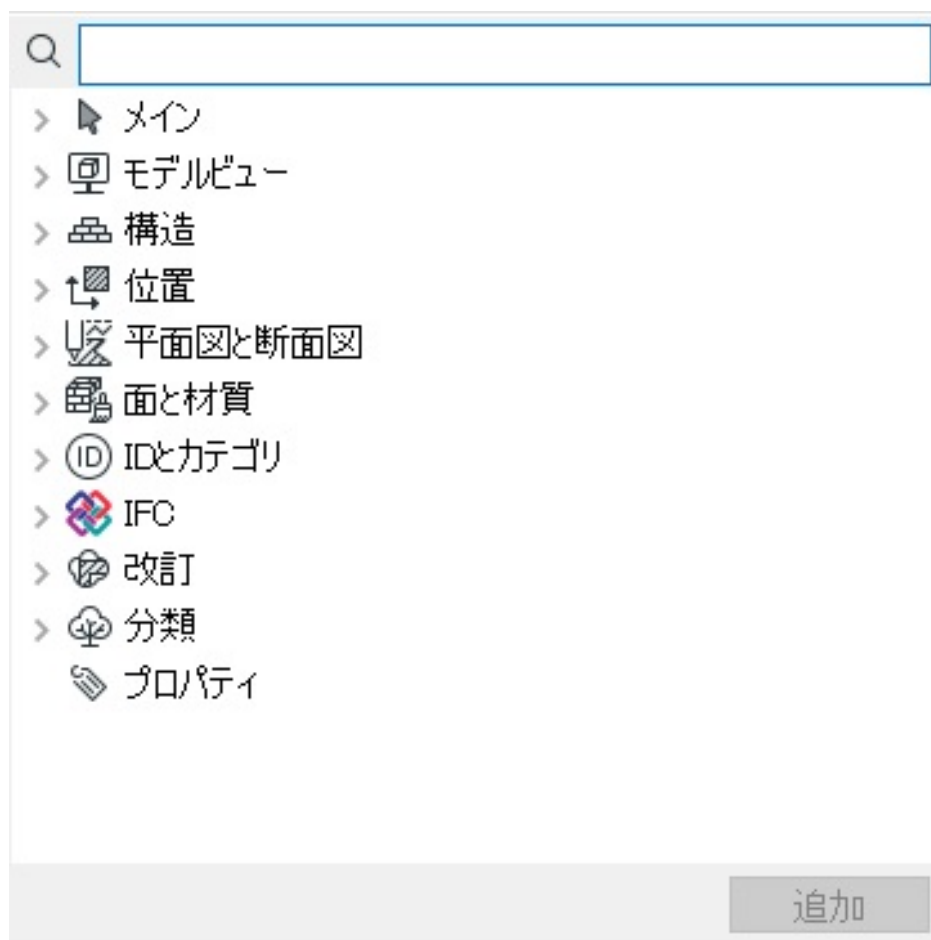 メイン
モデルビュー
構造
位置
平面図と断面図
面と材質
ID IDとカテゴリ
IFC
改訂
分類
プロパティ
追加